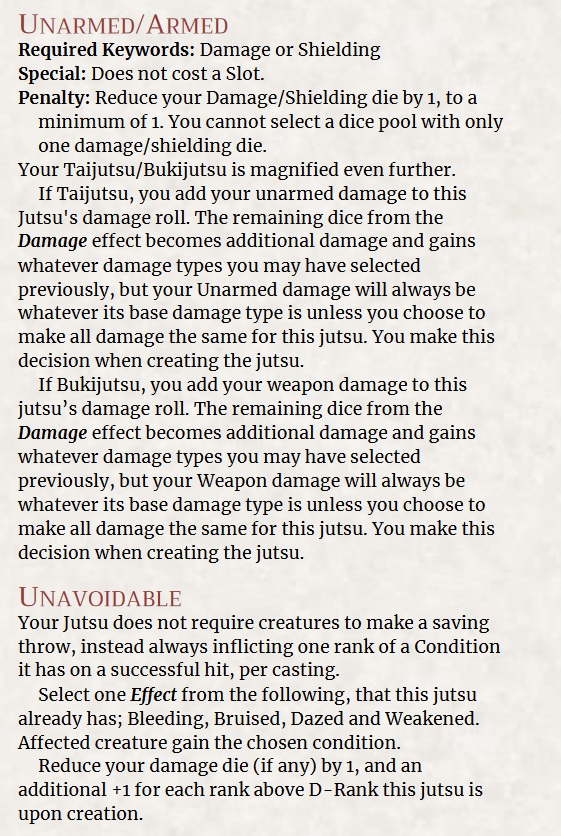 Unarmed/Armed
Required Keywords: Damage or Shielding
Special: Does not cost a Slot.
Penalty: Reduce your Damage/Shielding die by 1, to a
minimum of 1. You cannot select a dice pool with only
one damage/shielding die.
Your Taijutsu/Bukijutsu is magnified even further.
If Taijutsu, you add your unarmed damage to this
Jutsu's damage roll. The remaining dice from the
Damage effect becomes additional damage and gains
whatever damage types you may have selected
previously, but your Unarmed damage will always be
whatever its base damage type is unless you choose to
make all damage the same for this jutsu. You make this
decision when creating the jutsu.
If Bukijutsu, you add your weapon damage to this
jutsu’s damage roll. The remaining dice from the
Damage effect becomes additional damage and gains
whatever damage types you may have selected
previously, but your Weapon damage will always be
whatever its base damage type is unless you choose to
make all damage the same for this jutsu. You make this
decision when creating the jutsu.
Unavoidable
Your Jutsu does not require creatures to make a saving
throw, instead always inflicting one rank of a Condition
it has on a successful hit, per casting.
Select one Effect from the following, that this jutsu
already has; Bleeding, Bruised, Dazed and Weakened.
Affected creature gain the chosen condition.
Reduce your damage die (if any) by 1, and an
additional +1 for each rank above D-Rank this jutsu is
upon creation.